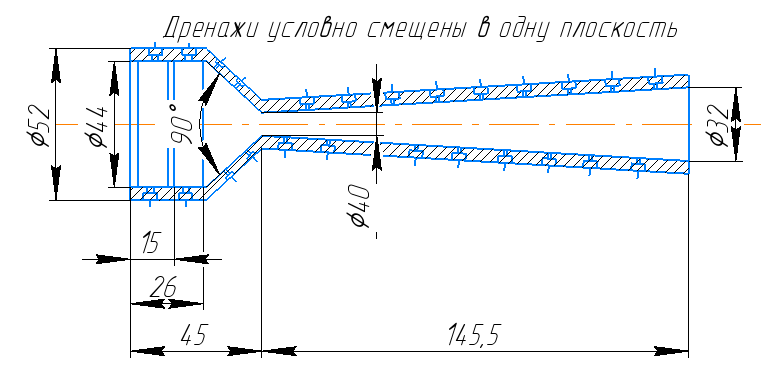 Дренажи условно смещены в одну плоскость
ϕ52
ϕ44
90°
ϕ40
ϕ32
15
26
45
145,5